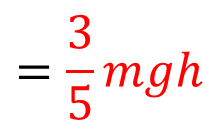 = 3/5 mgh